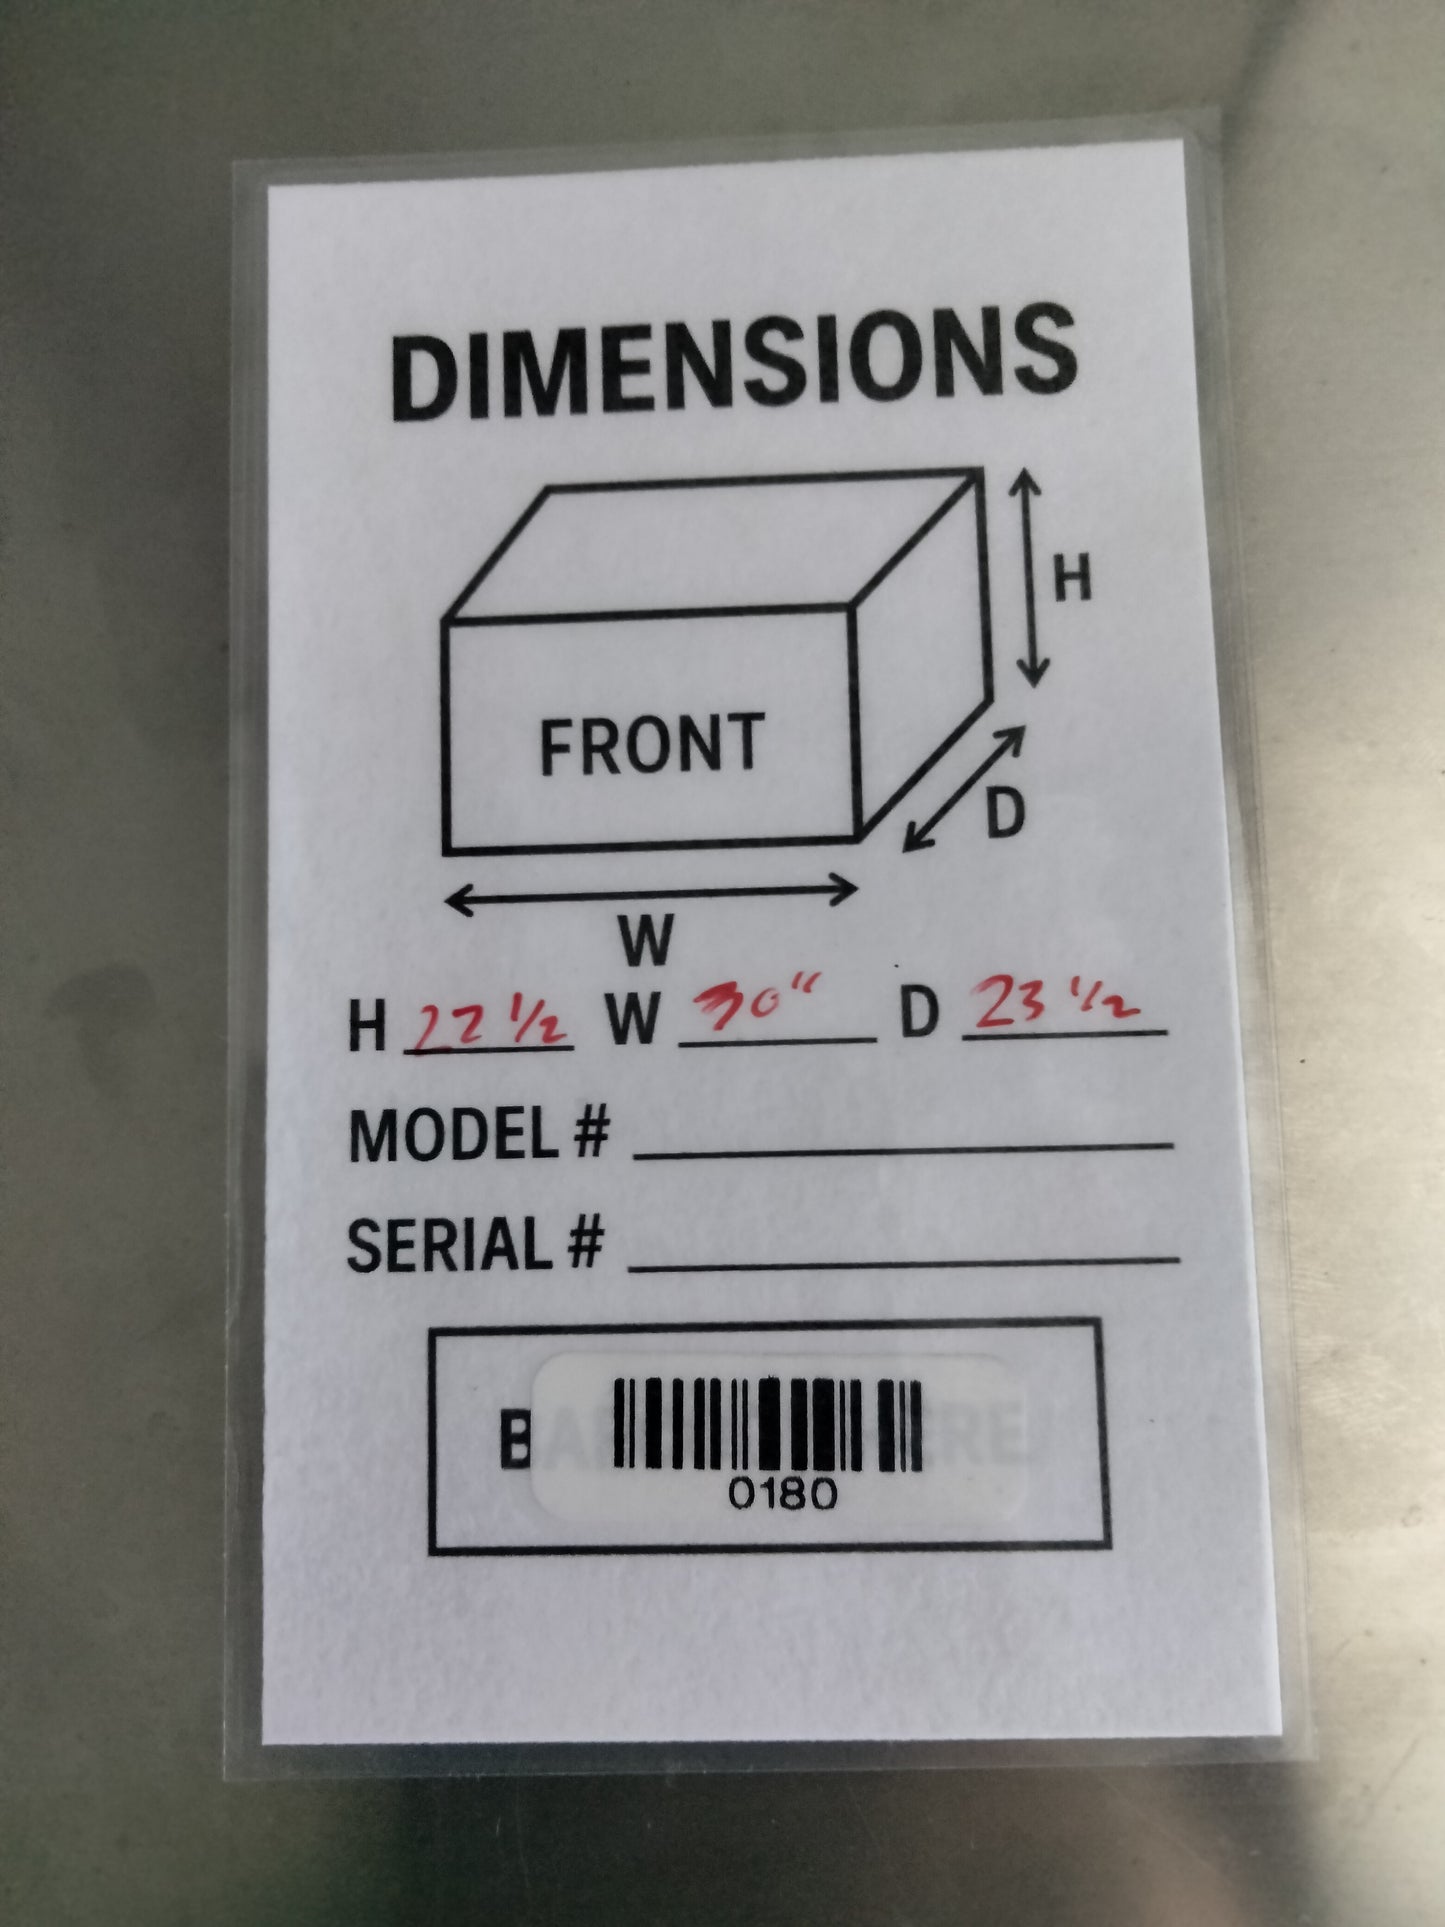 DIMENSIONS
H
FRONT
D
W
H 22 1/2 W 30" D 23 1/2
MODEL #
SERIAL #
B
0180